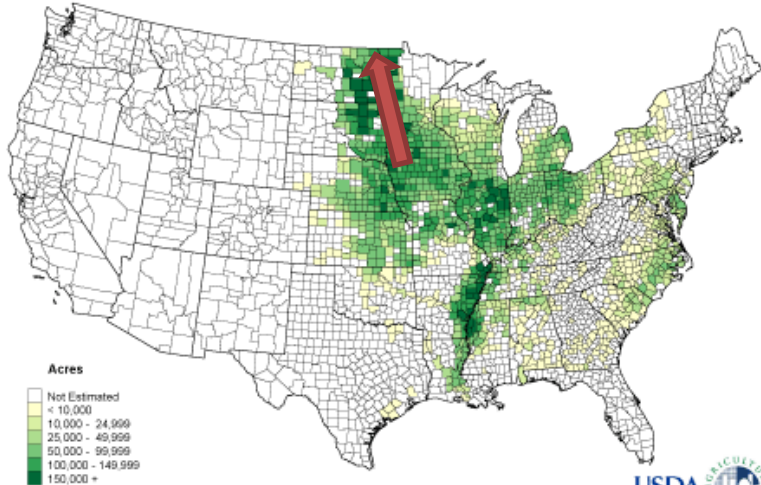 Acres
Not Estimated
< 10,000
10,000 - 24,999
25,000 - 49,999
50,000 - 99,999
100,000 - 149,999
150,000 +
USDA